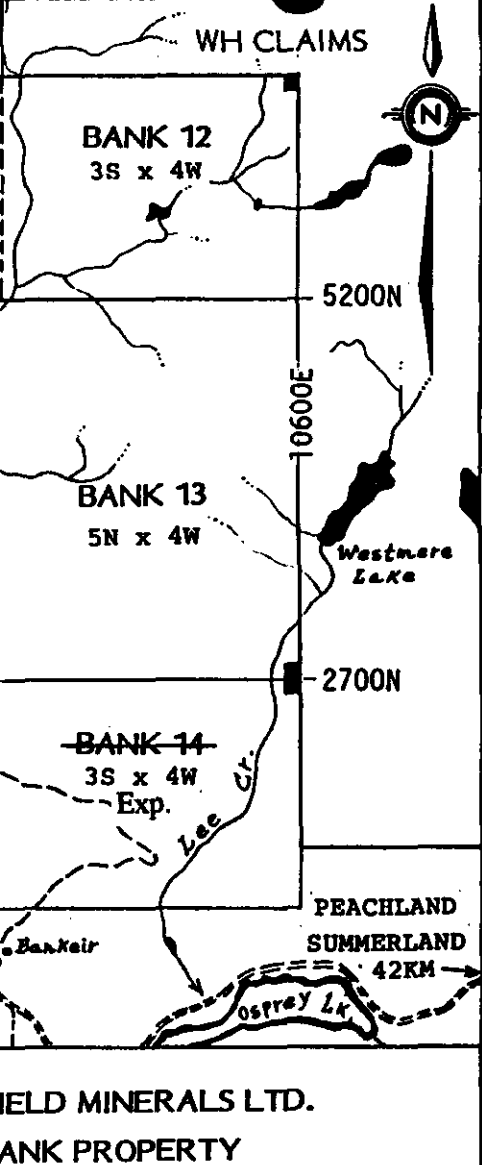 WH CLAIMS
N
BANK 12
3S x 4W
5200N
10600E
BANK 13
5N x 4W
Westmere
Lake
2700N
BANK 14
3S x 4W
Exp.
Lee Cr.
PEACHLAND
SUMMERLAND
42KM
Bankeir
Osprey Lk
IELD MINERALS LTD.
ANK PROPERTY